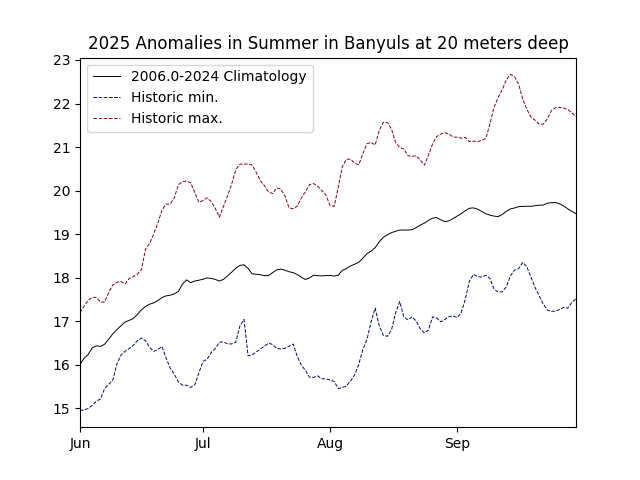 2025 Anomalies in Summer in Banyuls at 20 meters deep
2006.0-2024 Climatology
Historic min.
Historic max.
23
22
21
20
19
18
17
16
15
Jun Jul Aug Sep